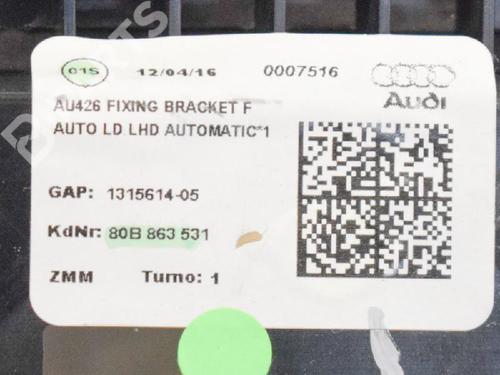 01S 12/04/16 0007516
Audi
AU426 FIXING BRACKET F
AUTO LD LHD AUTOMATIC*1
GAP: 1315614-05
KdNr: 80B 863 531
ZMM Turno: 1